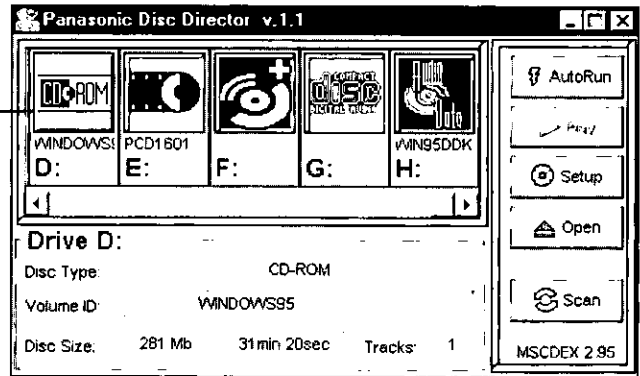 Panasonic Disc Director v.1.1
CD-ROM
COMPACT
disc
DIGITAL AUDIO
WINDOWS9
PCD1601
WIN95DDK
D:
E:
F:
G:
H:
Drive D:
Disc Type:
CD-ROM
Volume ID:
WINDOWS95
Disc Size:
281 Mb
31min 20sec
Tracks:
1
AutoRun
Play
Setup
Open
Scan
MSCDEX 2.95